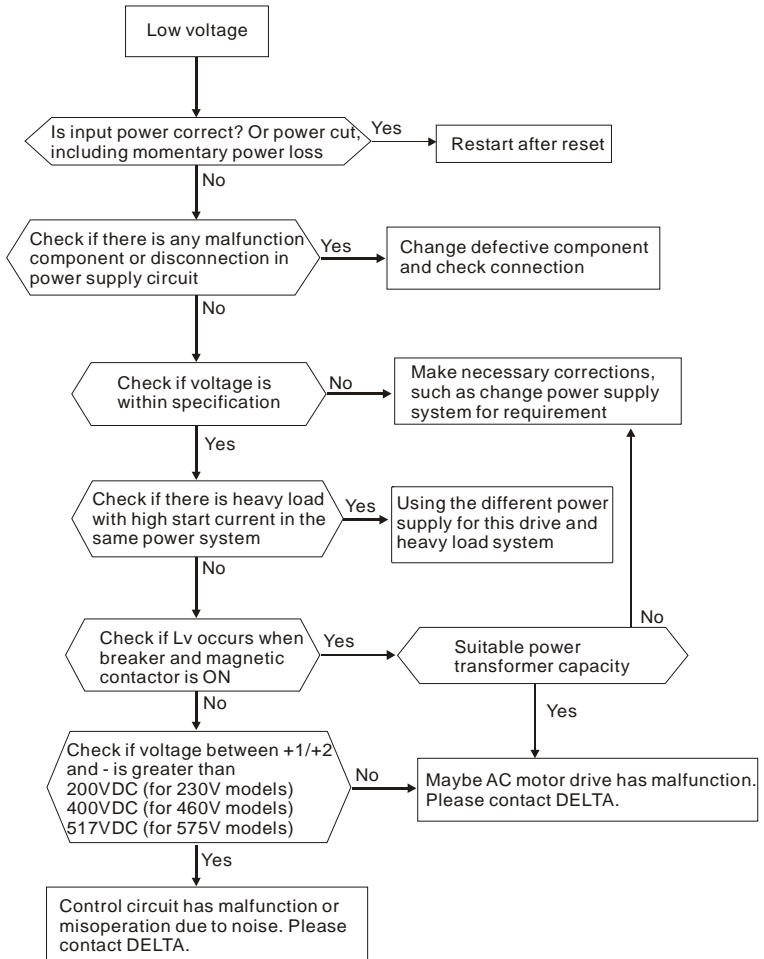 Low voltage
Is input power correct? Or power cut,
including momentary power loss
Yes
Restart after reset
No
Check if there is any malfunction
component or disconnection in
power supply circuit
Yes
Change defective component
and check connection
No
Check if voltage is
within specification
No
Make necessary corrections,
such as change power supply
system for requirement
Yes
Check if there is heavy load
with high start current in the
same power system
Yes
Using the different power
supply for this drive and
heavy load system
No
Check if Lv occurs when
breaker and magnetic
contactor is ON
Yes
Suitable power
transformer capacity
No
No
Yes
Check if voltage between +1/+2
and - is greater than
200VDC (for 230V models)
400VDC (for 460V models)
517VDC (for 575V models)
No
Maybe AC motor drive has malfunction.
Please contact DELTA.
Yes
Control circuit has malfunction or
misoperation due to noise. Please
contact DELTA.